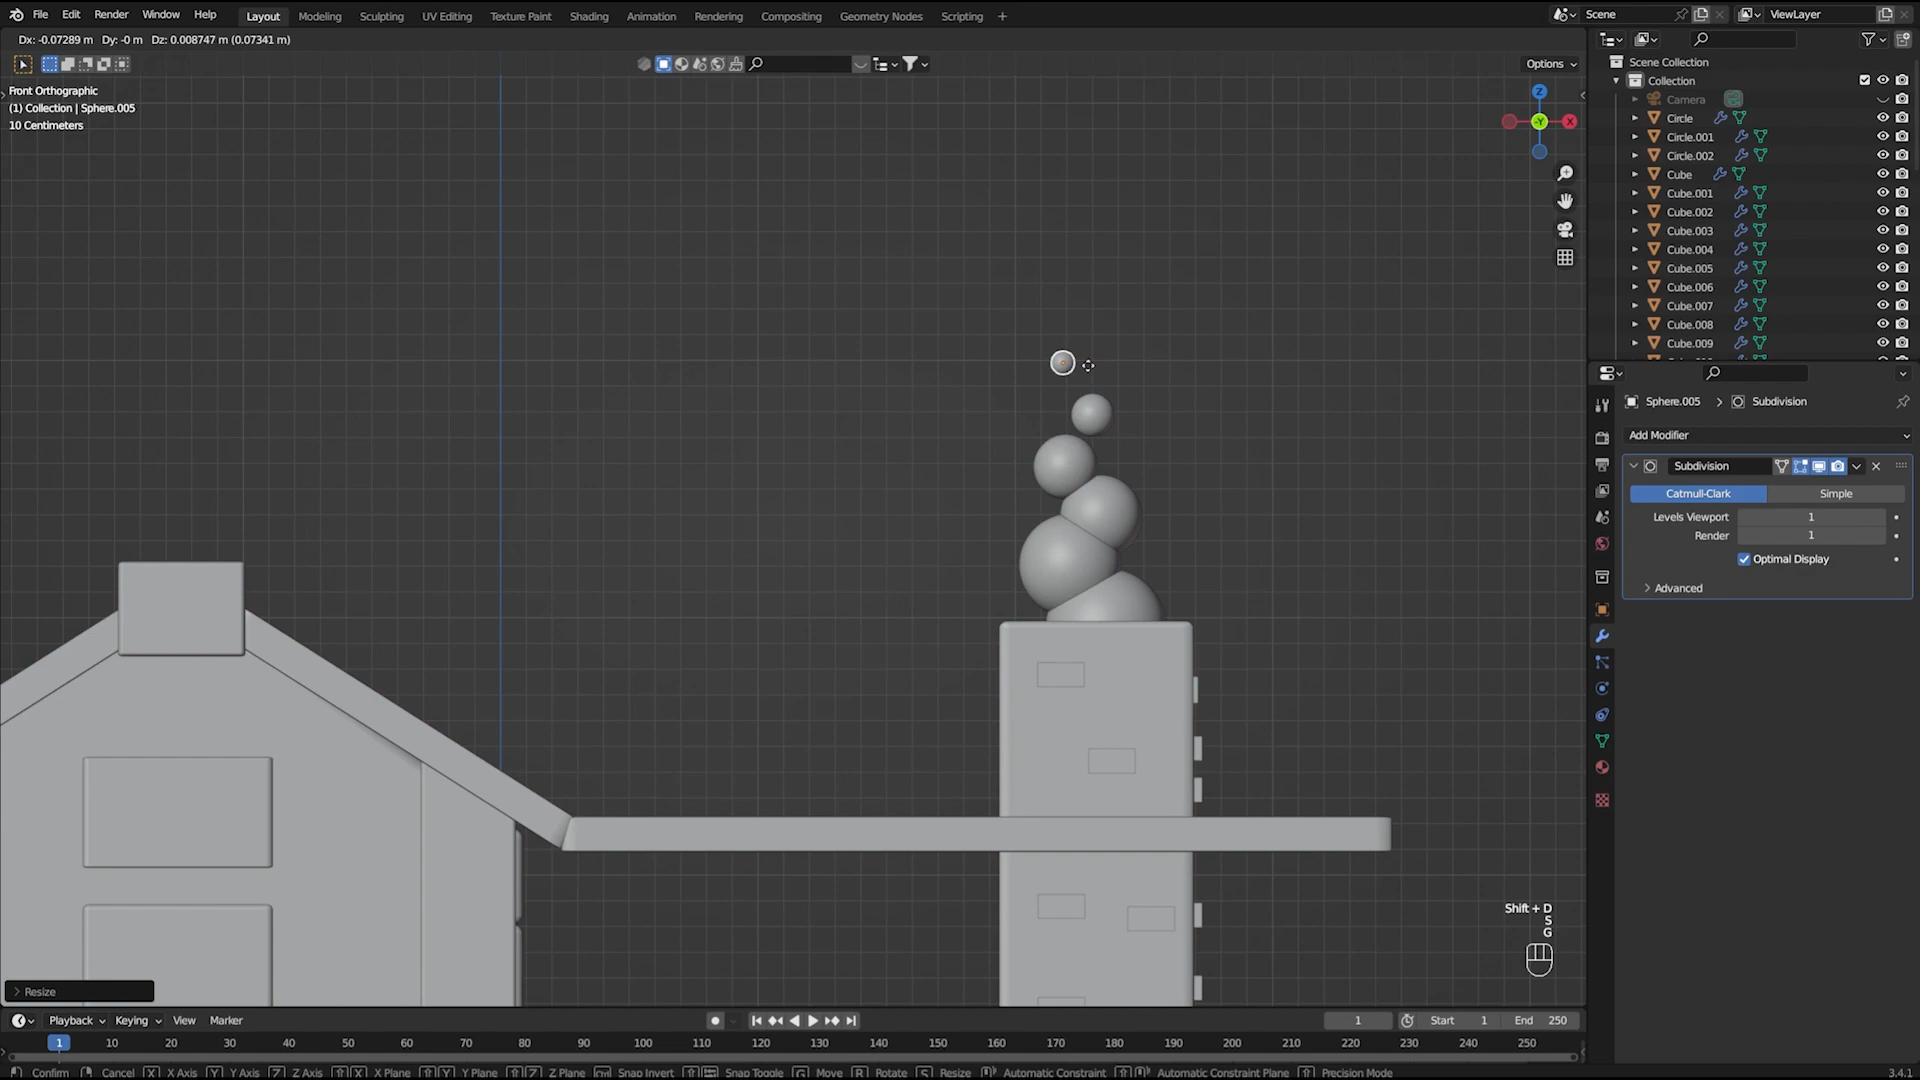 File Edit Render Window Help Layout Modeling Sculpting UV Editing Texture Paint Shading Animation Rendering Compositing Geometry Nodes Scripting + Scene ViewLayer
Dx: -0.07289 m Dy: -0 m Dz: 0.008747 m (0.07341 m)
Options
Front Orthographic
(1) Collection | Sphere.005
10 Centimeters
Z
-Y
X
Scene Collection
Collection
Camera
Circle
Circle.001
Circle.002
Cube
Cube.001
Cube.002
Cube.003
Cube.004
Cube.005
Cube.006
Cube.007
Cube.008
Cube.009
Sphere.005 > Subdivision
Add Modifier
Subdivision
Catmull-Clark Simple
Levels Viewport 1
Render 1
Optimal Display
Advanced
Shift + D
S
G
Resize
Playback Keying View Marker 1 Start 1 End 250
1 10 20 30 40 50 60 70 80 90 100 110 120 130 140 150 160 170 180 190 200 210 220 230 240 250
Confirm Cancel X X Axis Y Y Axis Z Z Axis X X Plane Y Y Plane Z Z Plane Snap Invert Snap Toggle G Move R Rotate S Resize Automatic Constraint Automatic Constraint Plane Precision Mode 3.4.1